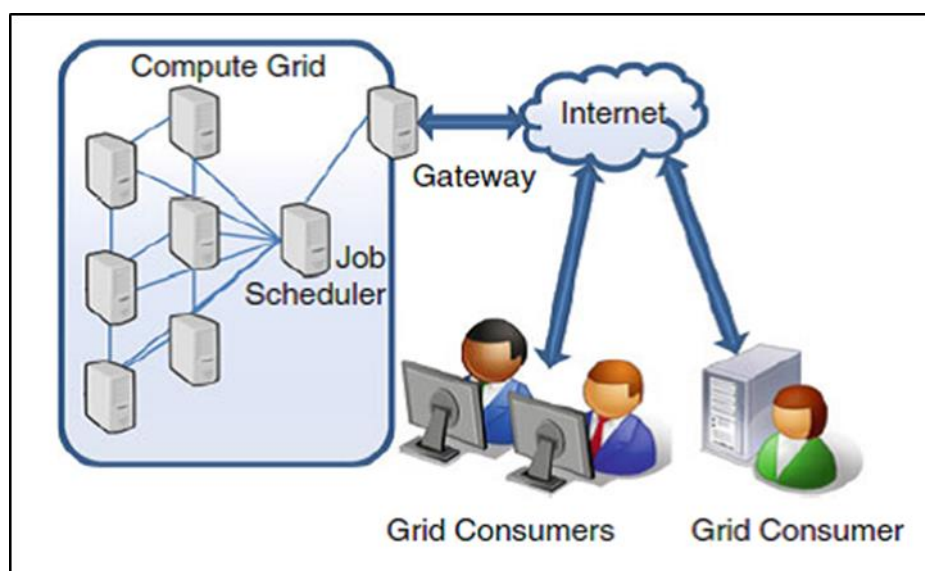 Compute Grid
Internet
Gateway
Job
Scheduler
Grid Consumers
Grid Consumer